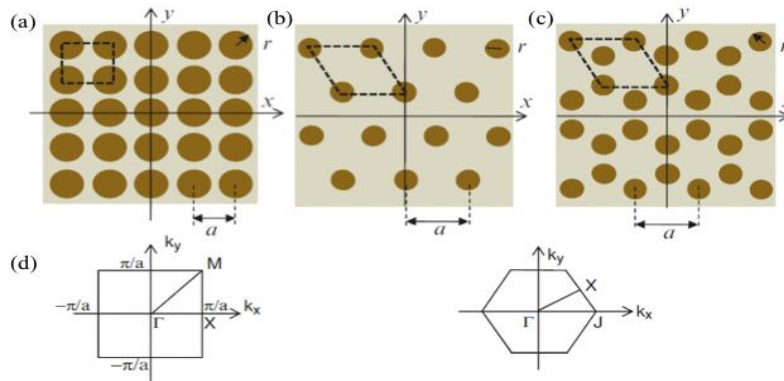 (a)
y
r
x
a
(b)
y
r
x
a
(c)
y
r
x
a
(d)
k_y
π/a
M
−π/a
π/a
k_x
Γ
X
−π/a
k_y
X
Γ
J
k_x